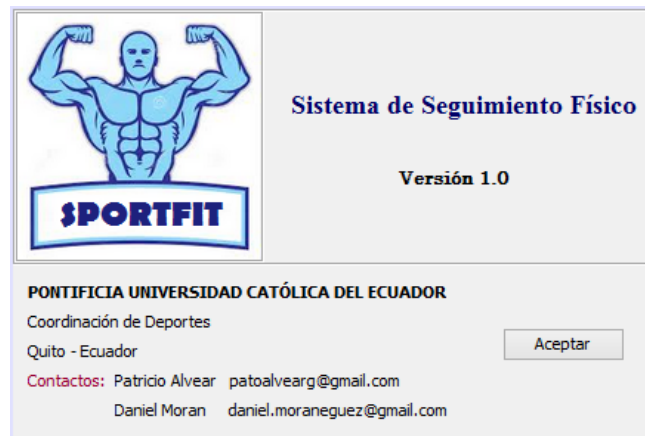 SPORTFIT
Sistema de Seguimiento Físico
Versión 1.0
PONTIFICIA UNIVERSIDAD CATÓLICA DEL ECUADOR
Coordinación de Deportes
Quito - Ecuador
Aceptar
Contactos: Patricio Alvear patoalvearg@gmail.com
Daniel Moran daniel.moraneguez@gmail.com